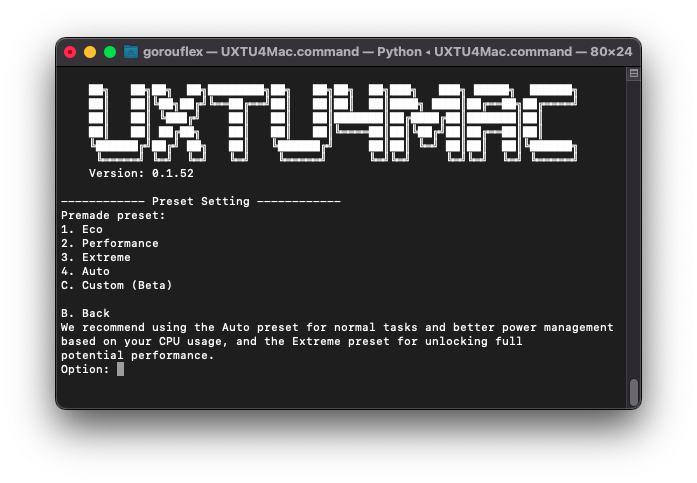 gorouflex — UXTU4Mac.command — Python ◂ UXTU4Mac.command — 80×24
UXTU4MAC
Version: 0.1.52
———————————— Preset Setting ————————————
Premade preset:
1. Eco
2. Performance
3. Extreme
4. Auto
C. Custom (Beta)
B. Back
We recommend using the Auto preset for normal tasks and better power management
based on your CPU usage, and the Extreme preset for unlocking full
potential performance.
Option: